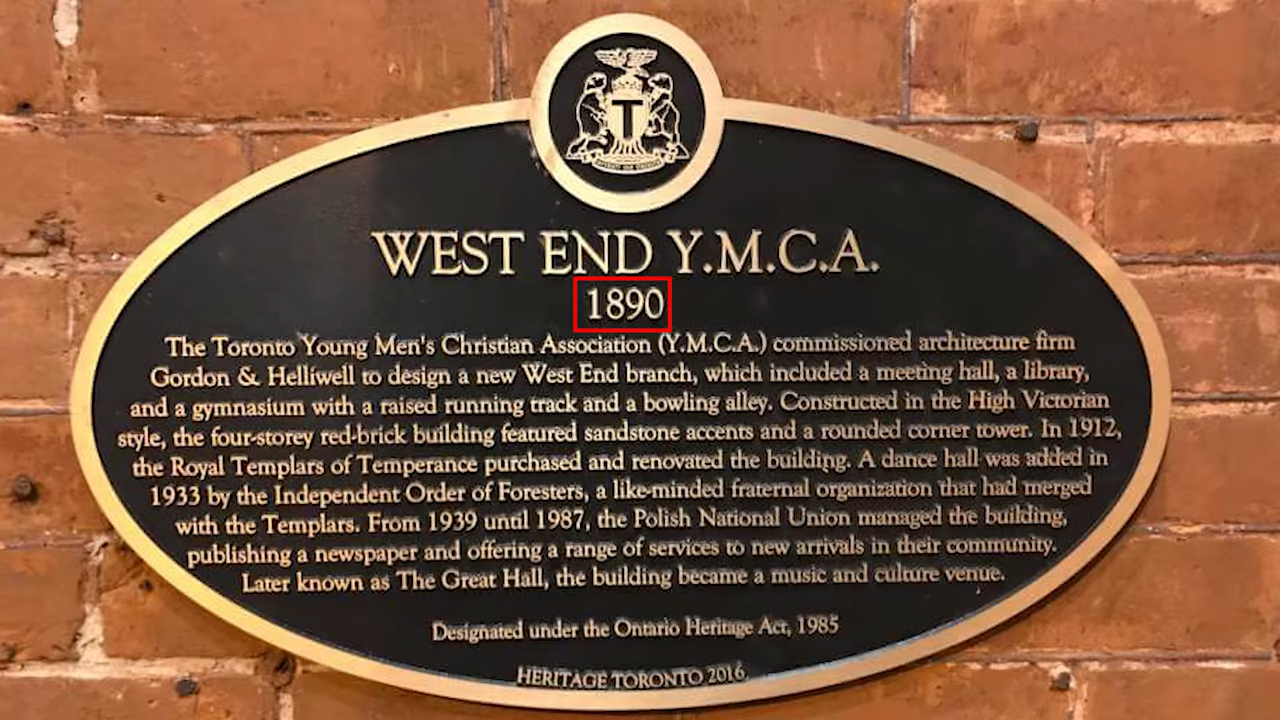 T
WEST END Y.M.C.A.
1890
The Toronto Young Men's Christian Association (Y.M.C.A.) commissioned architecture firm
Gordon & Helliwell to design a new West End branch, which included a meeting hall, a library,
and a gymnasium with a raised running track and a bowling alley. Constructed in the High Victorian
style, the four-storey red-brick building featured sandstone accents and a rounded corner tower. In 1912,
the Royal Templars of Temperance purchased and renovated the building. A dance hall was added in
1933 by the Independent Order of Foresters, a like-minded fraternal organization that had merged
with the Templars. From 1939 until 1987, the Polish National Union managed the building,
publishing a newspaper and offering a range of services to new arrivals in their community.
Later known as The Great Hall, the building became a music and culture venue.
Designated under the Ontario Heritage Act, 1985
HERITAGE TORONTO 2016